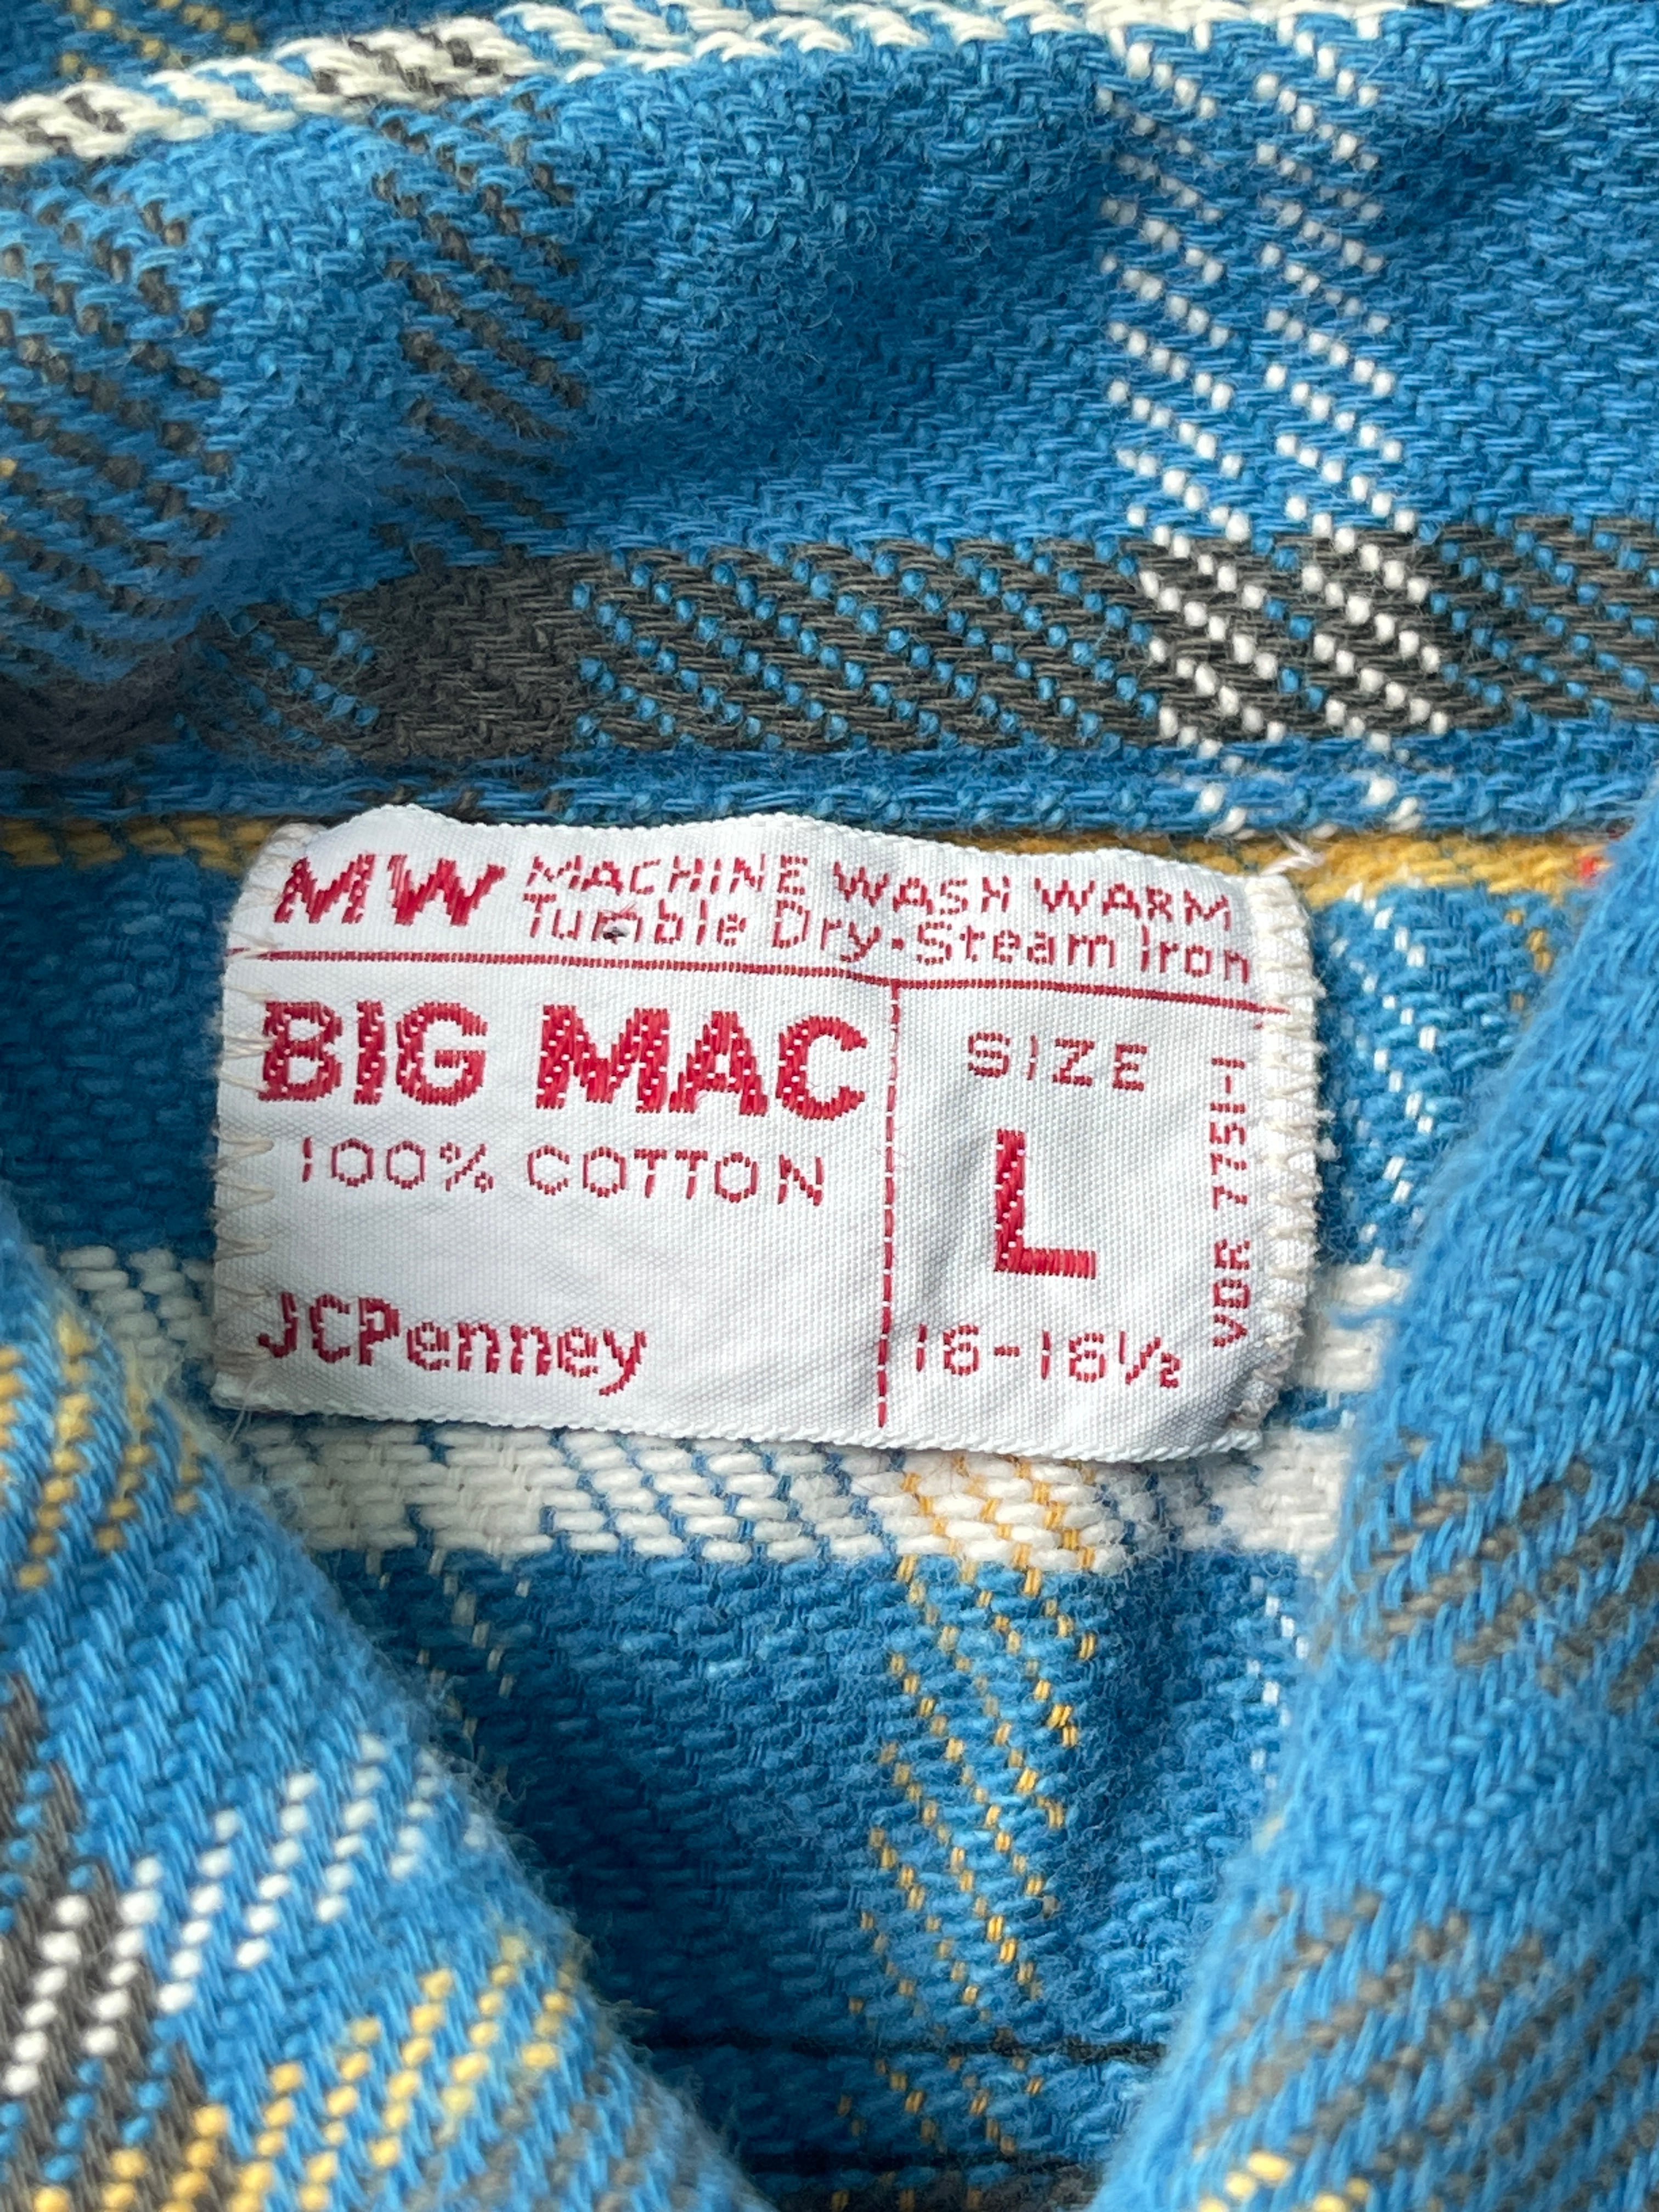 MW MACHINE WASH WARM
Tumble Dry·Steam Iron
BIG MAC
100% COTTON
JCPenney
SIZE
L
16-16½
VDR 7751-1